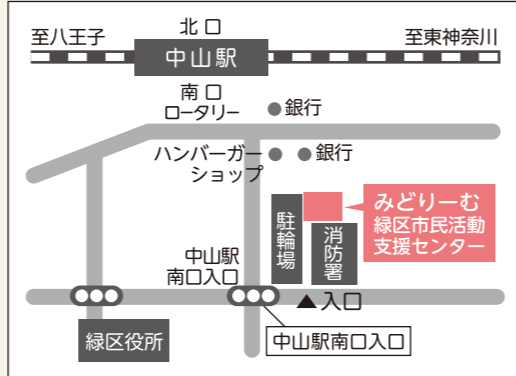 北口
至八王子
中山駅
至東神奈川
南口
ロータリー
銀行
ハンバーガー
ショップ
銀行
みどりーむ
緑区市民活動
支援センター
駐輪場
消防署
中山駅
南口入口
入口
緑区役所
中山駅南口入口